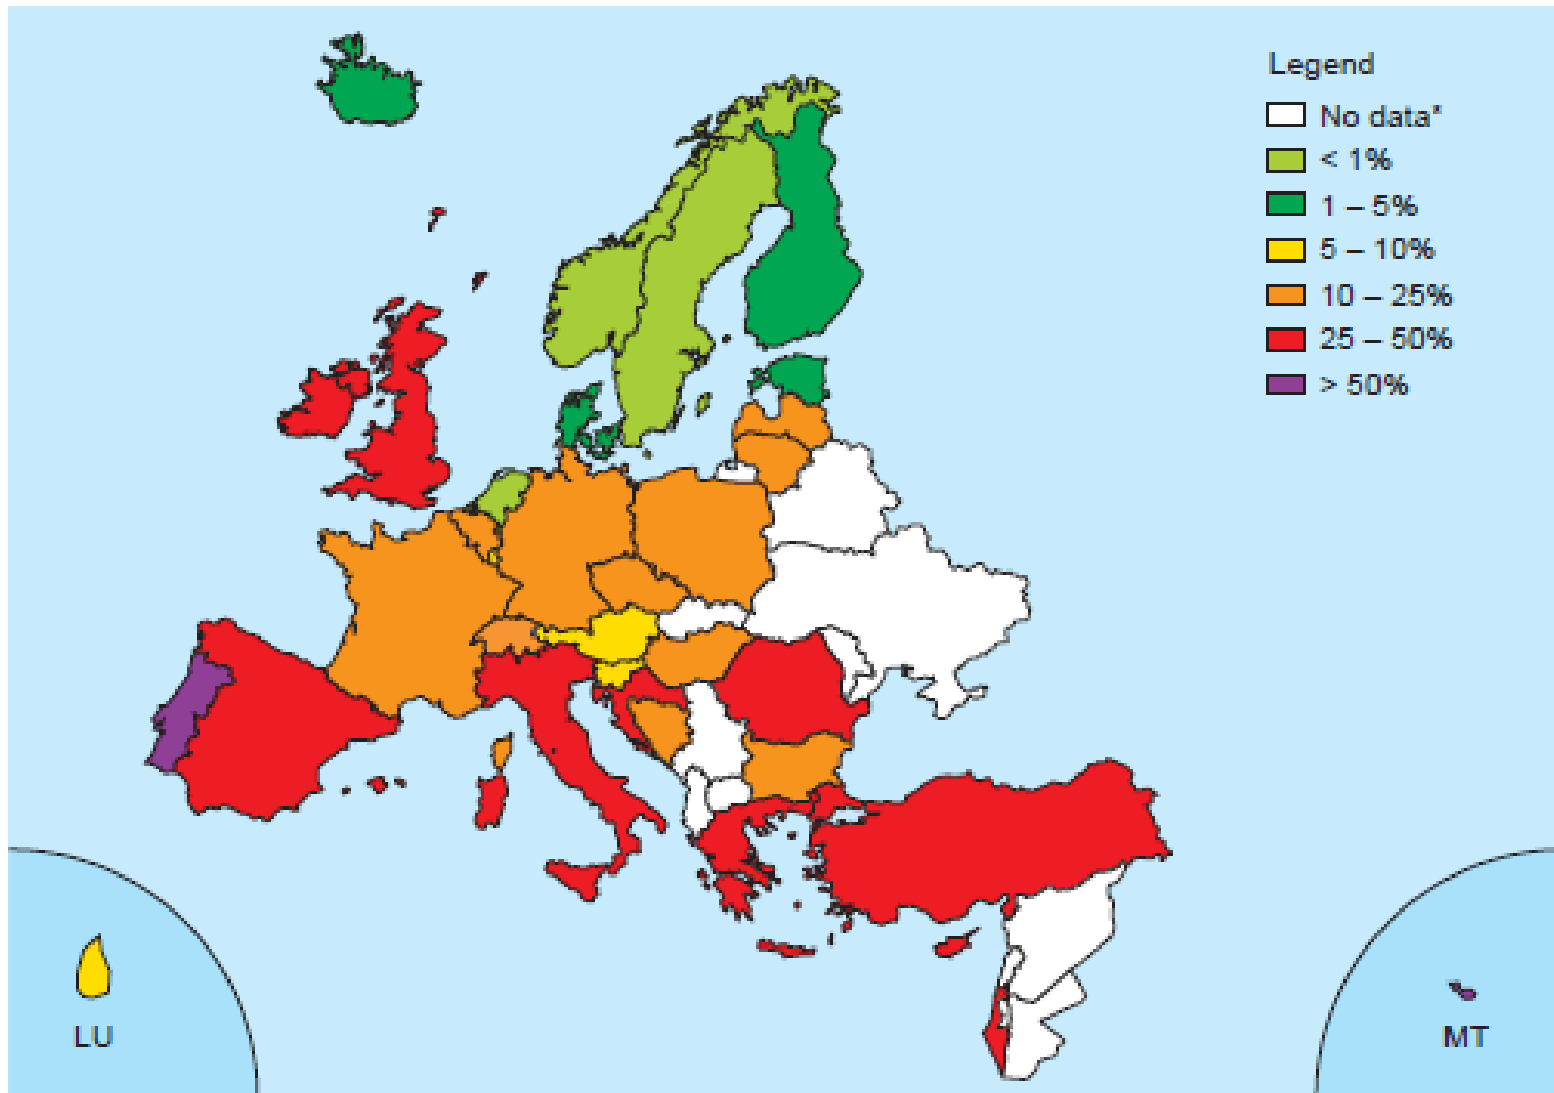 Legend
No data*
< 1%
1 – 5%
5 – 10%
10 – 25%
25 – 50%
> 50%
LU
MT